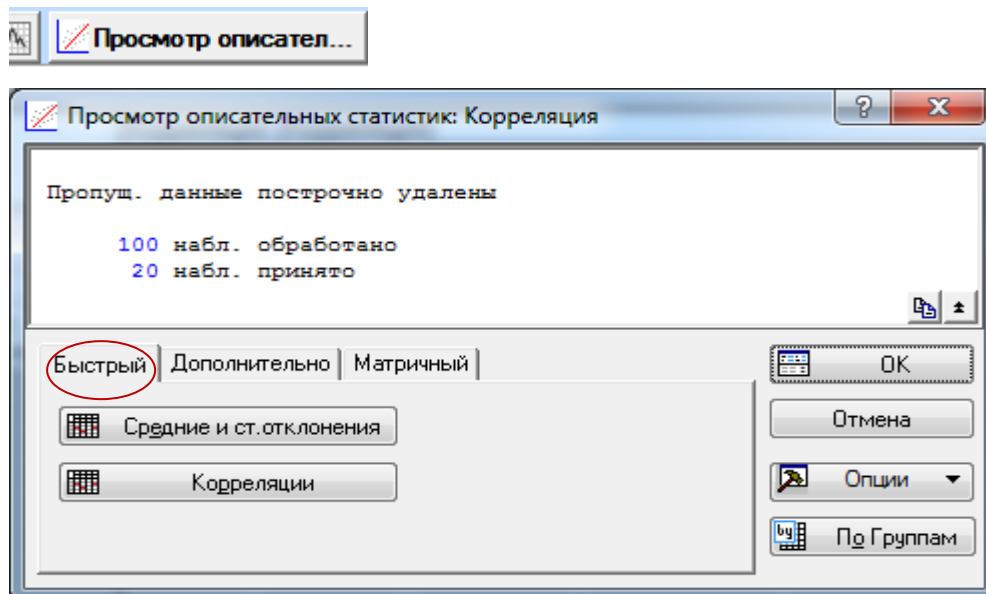 Просмотр описател...
Просмотр описательных статистик: Корреляция
Пропущ. данные построчно удалены
100 набл. обработано
20 набл. принято
Быстрый Дополнительно Матричный
OK
Средние и ст.отклонения
Отмена
Корреляции
Опции
by По Группам